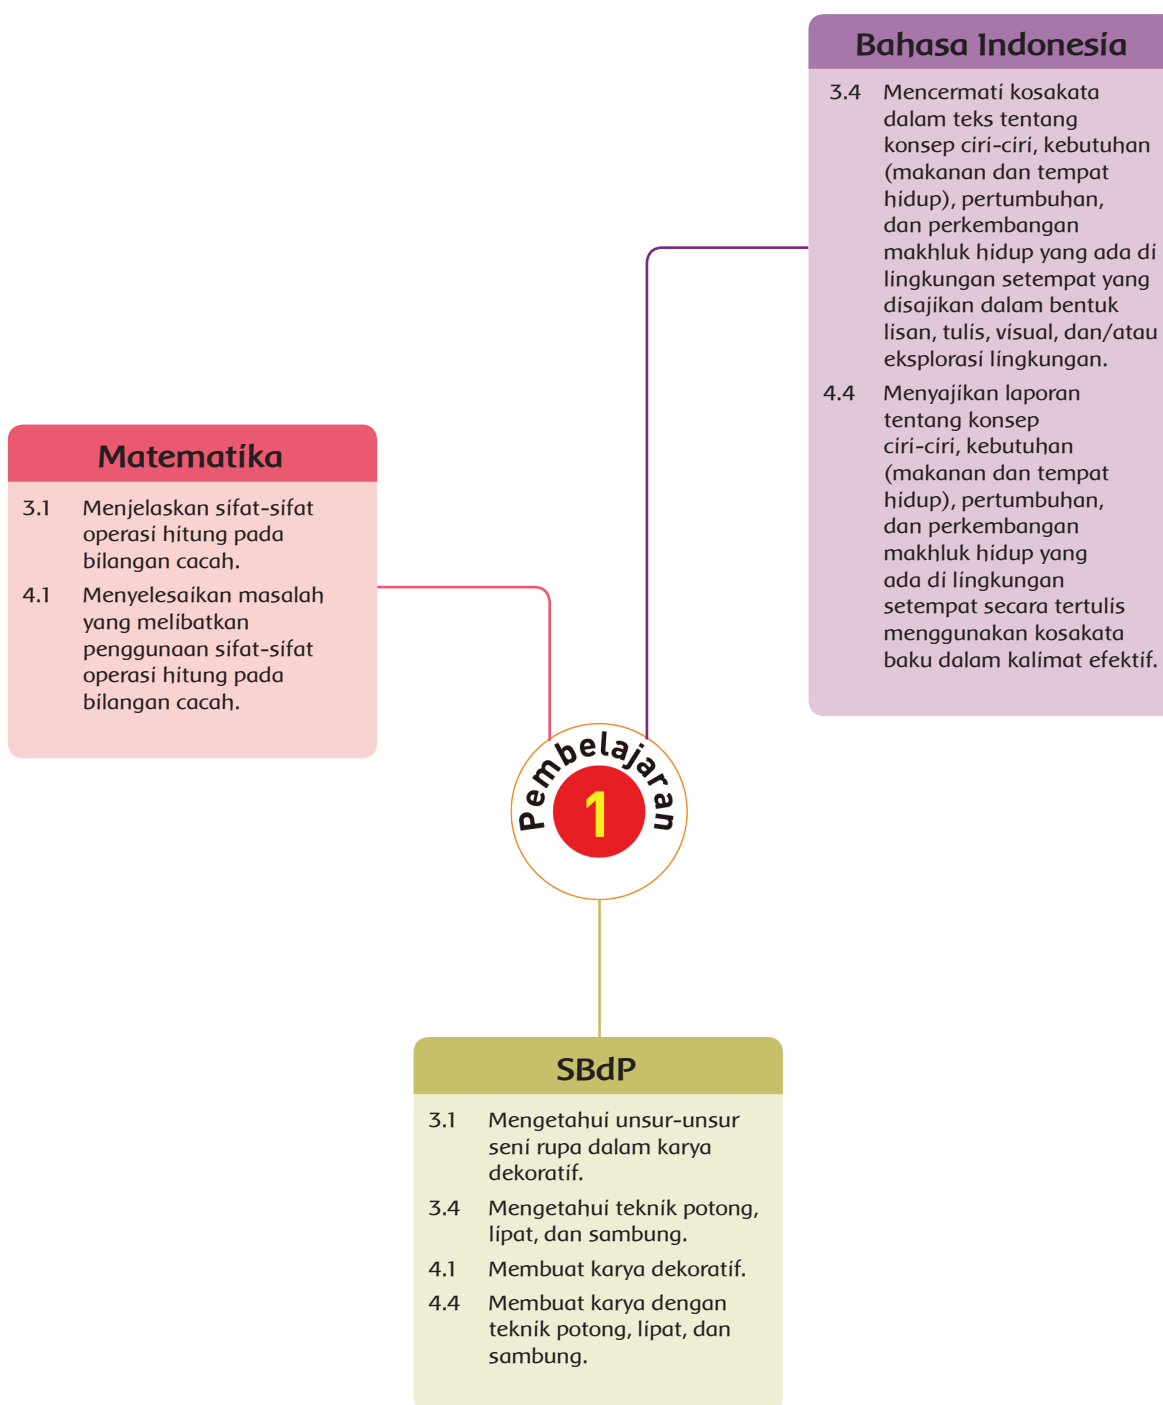 Bahasa Indonesia
3.4 Mencermati kosakata
dalam teks tentang
konsep ciri-ciri, kebutuhan
(makanan dan tempat
hidup), pertumbuhan,
dan perkembangan
makhluk hidup yang ada di
lingkungan setempat yang
disajikan dalam bentuk
lisan, tulis, visual, dan/atau
eksplorasi lingkungan.
4.4 Menyajikan laporan
tentang konsep
ciri-ciri, kebutuhan
(makanan dan tempat
hidup), pertumbuhan,
dan perkembangan
makhluk hidup yang
ada di lingkungan
setempat secara tertulis
menggunakan kosakata
baku dalam kalimat efektif.
Matematika
3.1 Menjelaskan sifat-sifat
operasi hitung pada
bilangan cacah.
4.1 Menyelesaikan masalah
yang melibatkan
penggunaan sifat-sifat
operasi hitung pada
bilangan cacah.
Pembelajaran
1
SBdP
3.1 Mengetahui unsur-unsur
seni rupa dalam karya
dekoratif.
3.4 Mengetahui teknik potong,
lipat, dan sambung.
4.1 Membuat karya dekoratif.
4.4 Membuat karya dengan
teknik potong, lipat, dan
sambung.